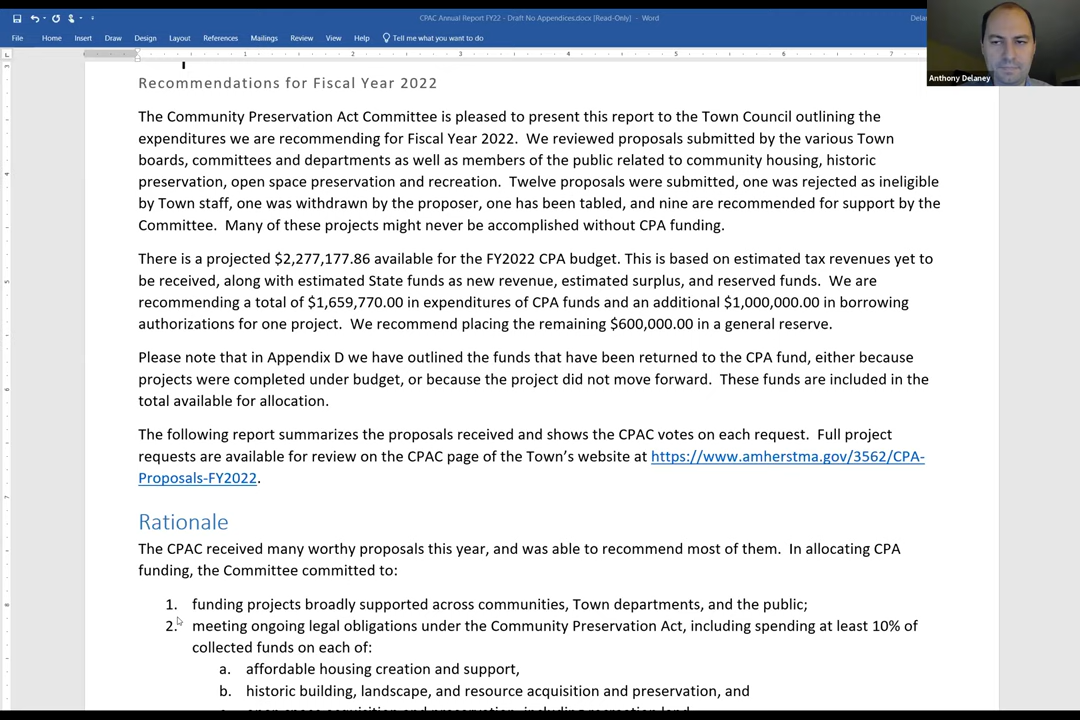 CPAC Annual Report FY22 - Draft No Appendices.docx [Read-Only] - Word
Delan
File Home Insert Draw Design Layout References Mailings Review View Help Tell me what you want to do
Anthony Delaney
Recommendations for Fiscal Year 2022
The Community Preservation Act Committee is pleased to present this report to the Town Council outlining the
expenditures we are recommending for Fiscal Year 2022. We reviewed proposals submitted by the various Town
boards, committees and departments as well as members of the public related to community housing, historic
preservation, open space preservation and recreation. Twelve proposals were submitted, one was rejected as ineligible
by Town staff, one was withdrawn by the proposer, one has been tabled, and nine are recommended for support by the
Committee. Many of these projects might never be accomplished without CPA funding.
There is a projected $2,277,177.86 available for the FY2022 CPA budget. This is based on estimated tax revenues yet to
be received, along with estimated State funds as new revenue, estimated surplus, and reserved funds. We are
recommending a total of $1,659,770.00 in expenditures of CPA funds and an additional $1,000,000.00 in borrowing
authorizations for one project. We recommend placing the remaining $600,000.00 in a general reserve.
Please note that in Appendix D we have outlined the funds that have been returned to the CPA fund, either because
projects were completed under budget, or because the project did not move forward. These funds are included in the
total available for allocation.
The following report summarizes the proposals received and shows the CPAC votes on each request. Full project
requests are available for review on the CPAC page of the Town's website at https://www.amherstma.gov/3562/CPA-
Proposals-FY2022.
Rationale
The CPAC received many worthy proposals this year, and was able to recommend most of them. In allocating CPA
funding, the Committee committed to:
1. funding projects broadly supported across communities, Town departments, and the public;
2. meeting ongoing legal obligations under the Community Preservation Act, including spending at least 10% of
collected funds on each of:
a. affordable housing creation and support,
b. historic building, landscape, and resource acquisition and preservation, and
open space acquisition and preservation, including recreation land